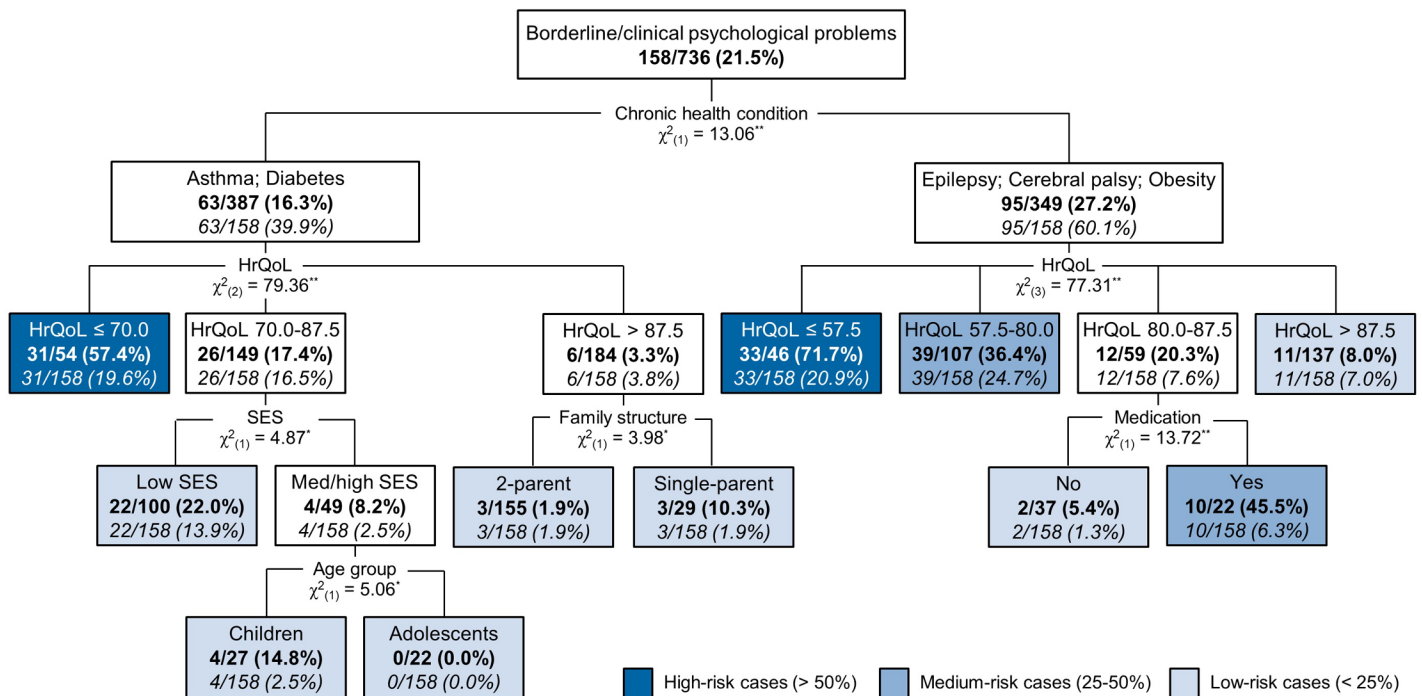 Borderline/clinical psychological problems
158/736 (21.5%)
Chronic health condition
χ²(1) = 13.06**
Asthma; Diabetes
63/387 (16.3%)
63/158 (39.9%)
Epilepsy; Cerebral palsy; Obesity
95/349 (27.2%)
95/158 (60.1%)
HrQoL
χ²(2) = 79.36**
HrQoL
χ²(3) = 77.31**
HrQoL ≤ 70.0
31/54 (57.4%)
31/158 (19.6%)
HrQoL 70.0-87.5
26/149 (17.4%)
26/158 (16.5%)
HrQoL > 87.5
6/184 (3.3%)
6/158 (3.8%)
HrQoL ≤ 57.5
33/46 (71.7%)
33/158 (20.9%)
HrQoL 57.5-80.0
39/107 (36.4%)
39/158 (24.7%)
HrQoL 80.0-87.5
12/59 (20.3%)
12/158 (7.6%)
HrQoL > 87.5
11/137 (8.0%)
11/158 (7.0%)
SES
χ²(1) = 4.87*
Family structure
χ²(1) = 3.98*
Medication
χ²(1) = 13.72**
Low SES
22/100 (22.0%)
22/158 (13.9%)
Med/high SES
4/49 (8.2%)
4/158 (2.5%)
2-parent
3/155 (1.9%)
3/158 (1.9%)
Single-parent
3/29 (10.3%)
3/158 (1.9%)
No
2/37 (5.4%)
2/158 (1.3%)
Yes
10/22 (45.5%)
10/158 (6.3%)
Age group
χ²(1) = 5.06*
Children
4/27 (14.8%)
4/158 (2.5%)
Adolescents
0/22 (0.0%)
0/158 (0.0%)
High-risk cases (> 50%)
Medium-risk cases (25-50%)
Low-risk cases (< 25%)